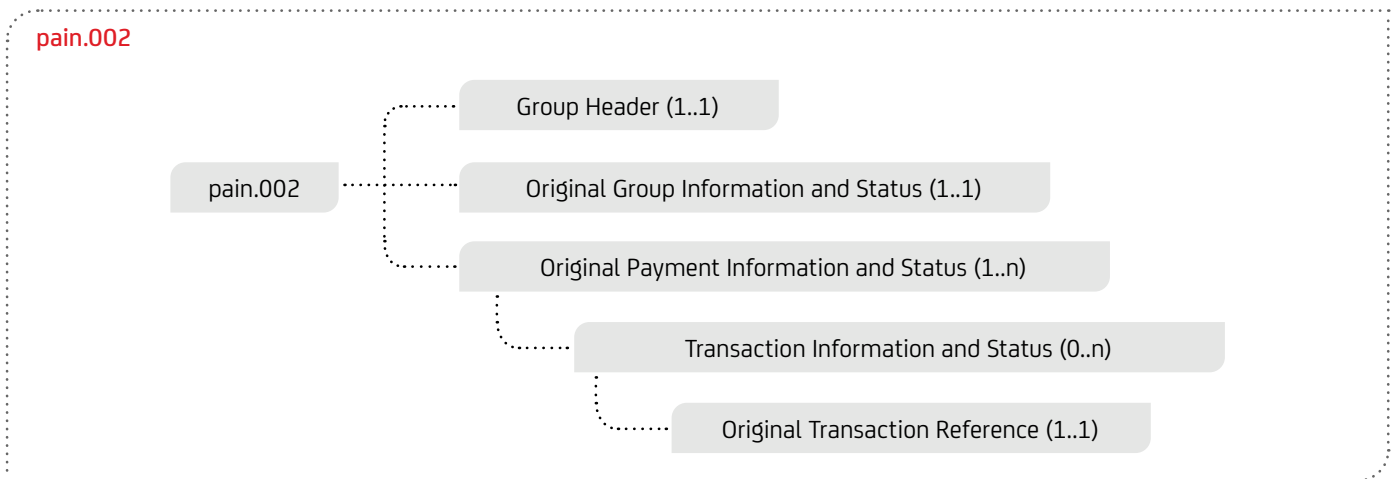 pain.002
Group Header (1..1)
pain.002
Original Group Information and Status (1..1)
Original Payment Information and Status (1..n)
Transaction Information and Status (0..n)
Original Transaction Reference (1..1)